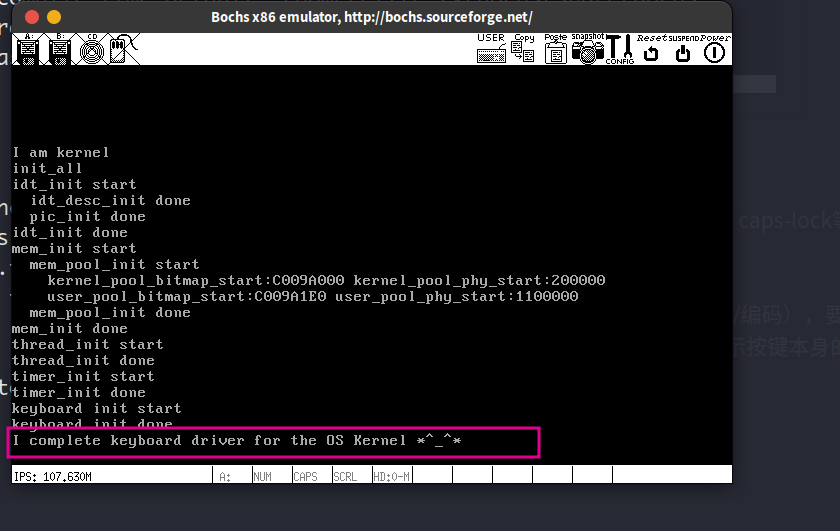 Bochs x86 emulator, http://bochs.sourceforge.net/
A: B: CD USER Copy Paste snapshot CONFIG Reset SUSPEND Power
I am kernel
init_all
idt_init start
idt_desc_init done
pic_init done
idt_init done
mem_init start
mem_pool_init start
kernel_pool_bitmap_start:C009A000 kernel_pool_phy_start:200000
user_pool_bitmap_start:C009A1E0 user_pool_phy_start:1100000
mem_pool_init done
mem_init done
thread_init start
thread_init done
timer_init start
timer_init done
keyboard init start
keyboard init done
I complete keyboard driver for the OS Kernel *^_^*
IPS: 107.630M A: NUM CAPS SCRL HD:0-M
caps-lock
/编码），要
示按键本身的